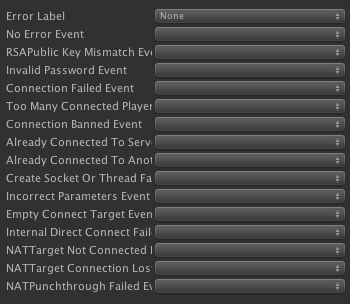 Error Label None
No Error Event
RSAPublic Key Mismatch Eve
Invalid Password Event
Connection Failed Event
Too Many Connected Player
Connection Banned Event
Already Connected To Serve
Already Connected To Anot
Create Socket Or Thread Fa
Incorrect Parameters Event
Empty Connect Target Even
Internal Direct Connect Fail
NATTarget Not Connected
NATTarget Connection Los
NATPunchthrough Failed Ev